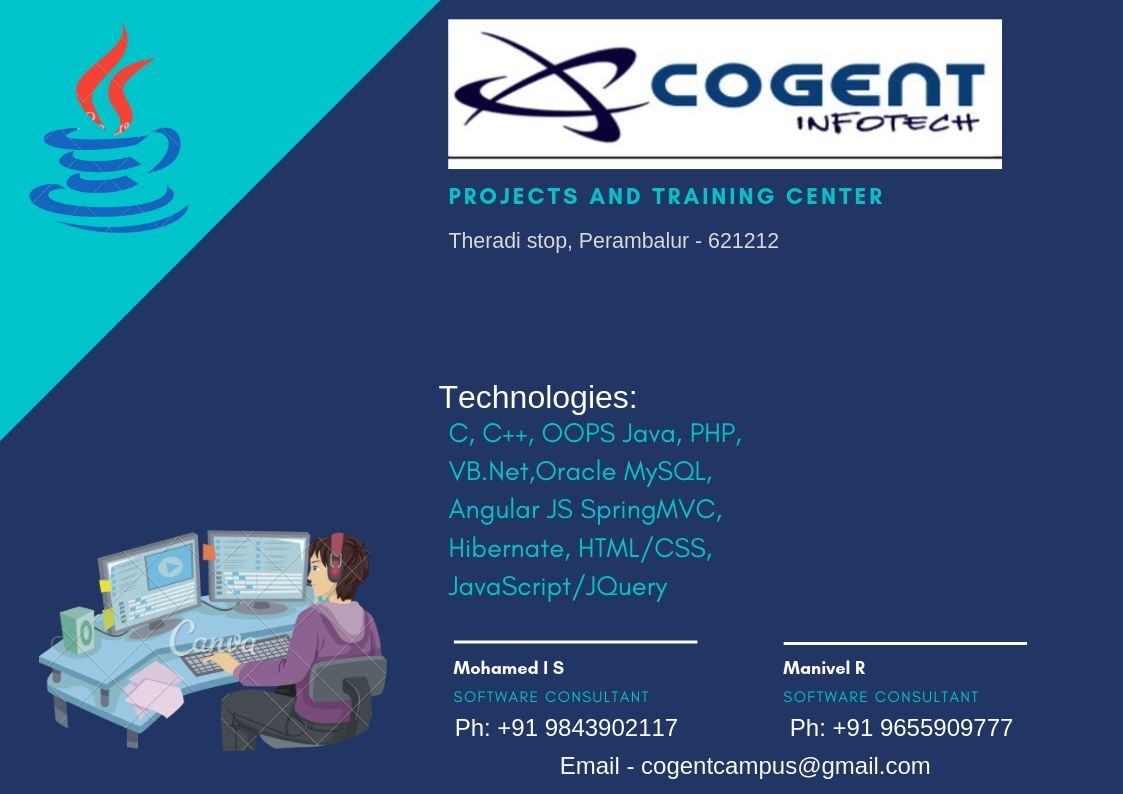 COGENT
INFOTECH
PROJECTS AND TRAINING CENTER
Theradi stop, Perambalur - 621212
Technologies:
C, C++, OOPS Java, PHP,
VB.Net,Oracle MySQL,
Angular JS SpringMVC,
Hibernate, HTML/CSS,
JavaScript/JQuery
Canva
Mohamed I S
SOFTWARE CONSULTANT
Ph: +91 9843902117
Manivel R
SOFTWARE CONSULTANT
Ph: +91 9655909777
Email - cogentcampus@gmail.com